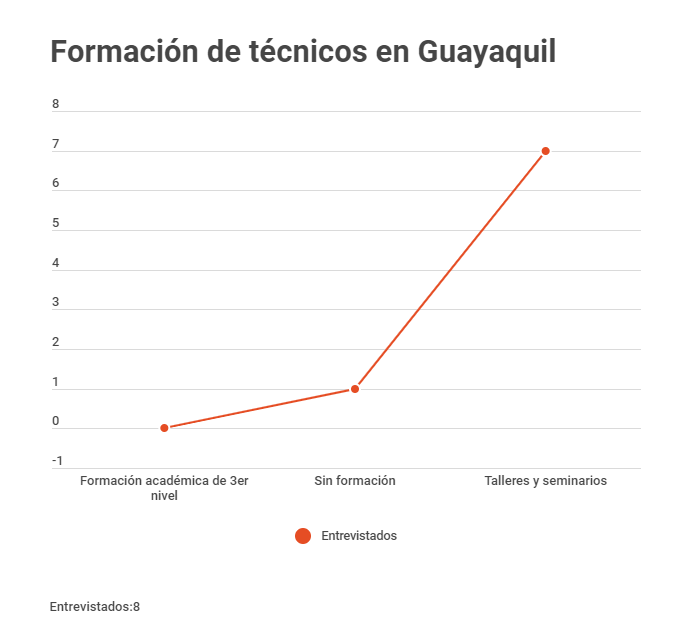 Formación de técnicos en Guayaquil
8
7
6
5
4
3
2
1
0
-1
Formación académica de 3er
nivel
Sin formación
Talleres y seminarios
Entrevistados
Entrevistados:8